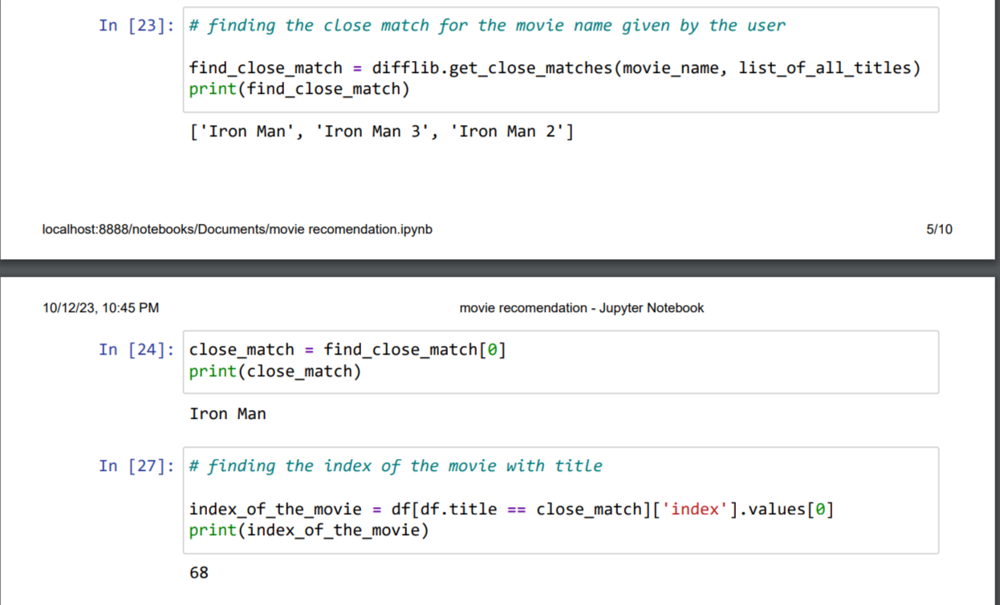 In [23]: # finding the close match for the movie name given by the user
find_close_match = difflib.get_close_matches(movie_name, list_of_all_titles)
print(find_close_match)
['Iron Man', 'Iron Man 3', 'Iron Man 2']
localhost:8888/notebooks/Documents/movie recomendation.ipynb 5/10
10/12/23, 10:45 PM movie recomendation - Jupyter Notebook
In [24]: close_match = find_close_match[0]
print(close_match)
Iron Man
In [27]: # finding the index of the movie with title
index_of_the_movie = df[df.title == close_match]['index'].values[0]
print(index_of_the_movie)
68